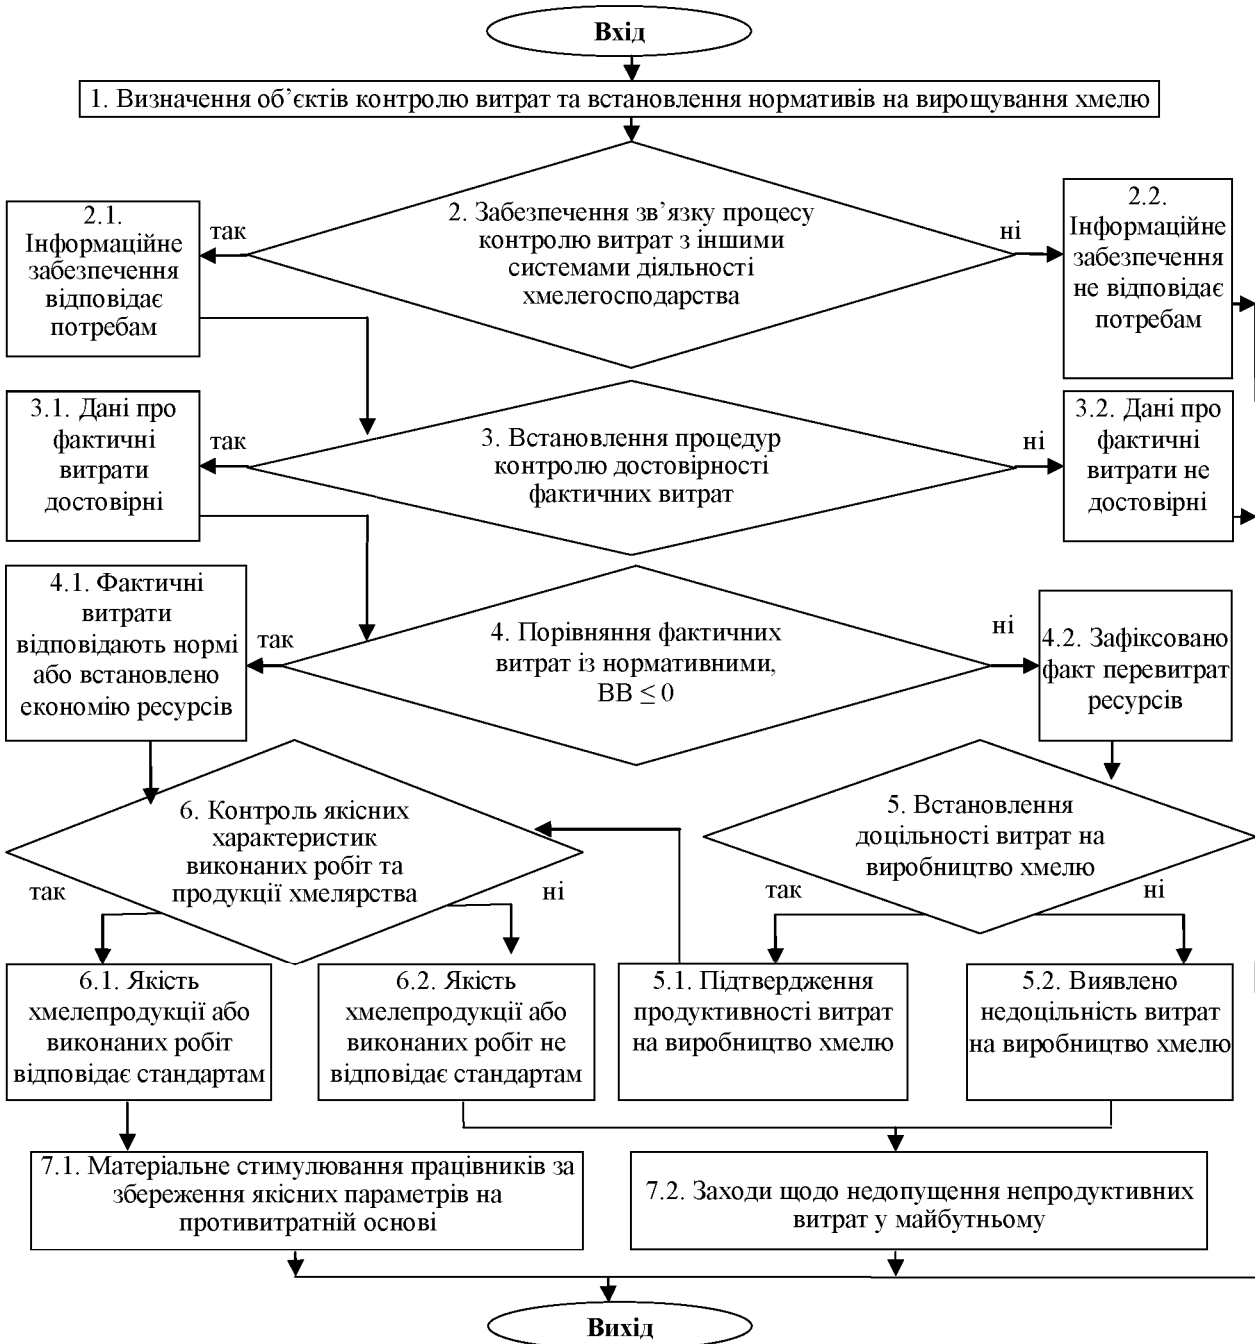 Вхід
1. Визначення об’єктів контролю витрат та встановлення нормативів на вирощування хмелю
2. Забезпечення зв’язку процесу
контролю витрат з іншими
системами діяльності
хмелегосподарства
так
ні
2.1.
Інформаційне
забезпечення
відповідає
потребам
2.2.
Інформаційне
забезпечення
не відповідає
потребам
3. Встановлення процедур
контролю достовірності
фактичних витрат
так
ні
3.1. Дані про
фактичні
витрати
достовірні
3.2. Дані про
фактичні
витрати не
достовірні
4. Порівняння фактичних
витрат із нормативними,
ВВ ≤ 0
так
ні
4.1. Фактичні
витрати
відповідають нормі
або встановлено
економію ресурсів
4.2. Зафіксовано
факт перевитрат
ресурсів
6. Контроль якісних
характеристик
виконаних робіт та
продукції хмелярства
так
ні
5. Встановлення
доцільності витрат на
виробництво хмелю
так
ні
6.1. Якість
хмелепродукції або
виконаних робіт
відповідає стандартам
6.2. Якість
хмелепродукції або
виконаних робіт не
відповідає стандартам
5.1. Підтвердження
продуктивності витрат
на виробництво хмелю
5.2. Виявлено
недоцільність витрат
на виробництво хмелю
7.1. Матеріальне стимулювання працівників за
збереження якісних параметрів на
противитратній основі
7.2. Заходи щодо недопущення непродуктивних
витрат у майбутньому
Вихід